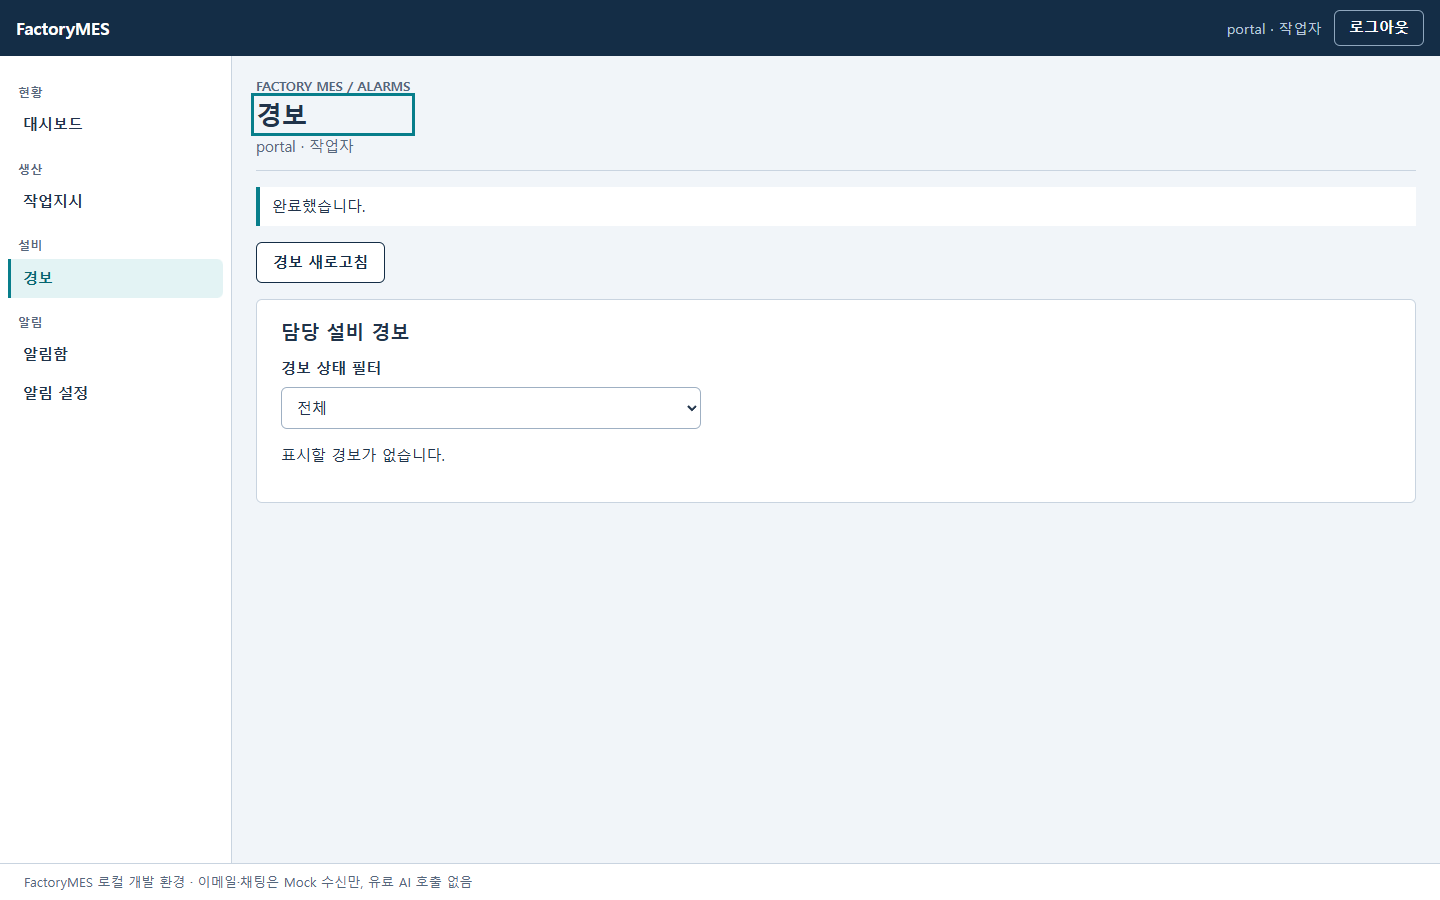 FactoryMES
portal · 작업자
로그아웃
현황
대시보드
생산
작업지시
설비
경보
알림
알림함
알림 설정
FACTORY MES / ALARMS
경보
portal · 작업자
완료했습니다.
경보 새로고침
담당 설비 경보
경보 상태 필터
전체
표시할 경보가 없습니다.
FactoryMES 로컬 개발 환경 · 이메일·채팅은 Mock 수신만, 유료 AI 호출 없음